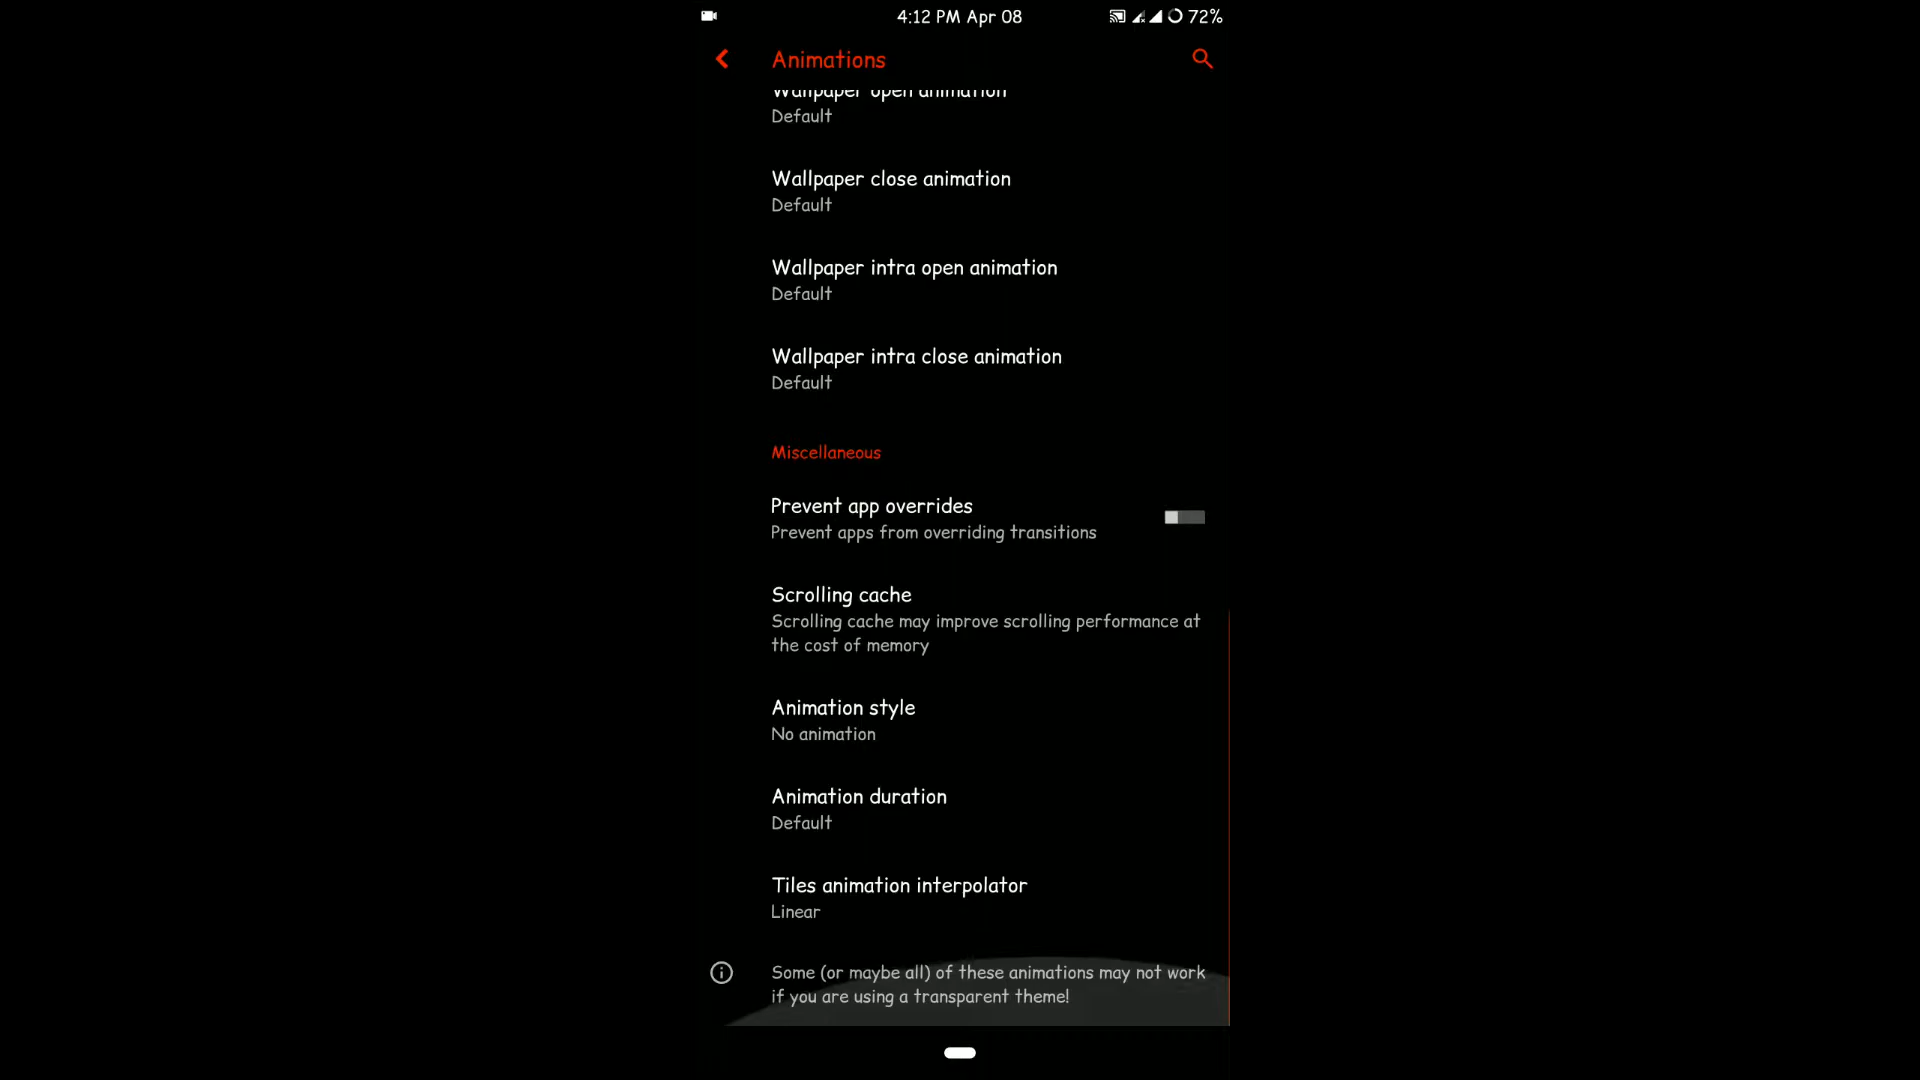 4:12 PM Apr 08
72%
Animations
Wallpaper open animation
Default
Wallpaper close animation
Default
Wallpaper intra open animation
Default
Wallpaper intra close animation
Default
Miscellaneous
Prevent app overrides
Prevent apps from overriding transitions
Scrolling cache
Scrolling cache may improve scrolling performance at
the cost of memory
Animation style
No animation
Animation duration
Default
Tiles animation interpolator
Linear
Some (or maybe all) of these animations may not work
if you are using a transparent theme!